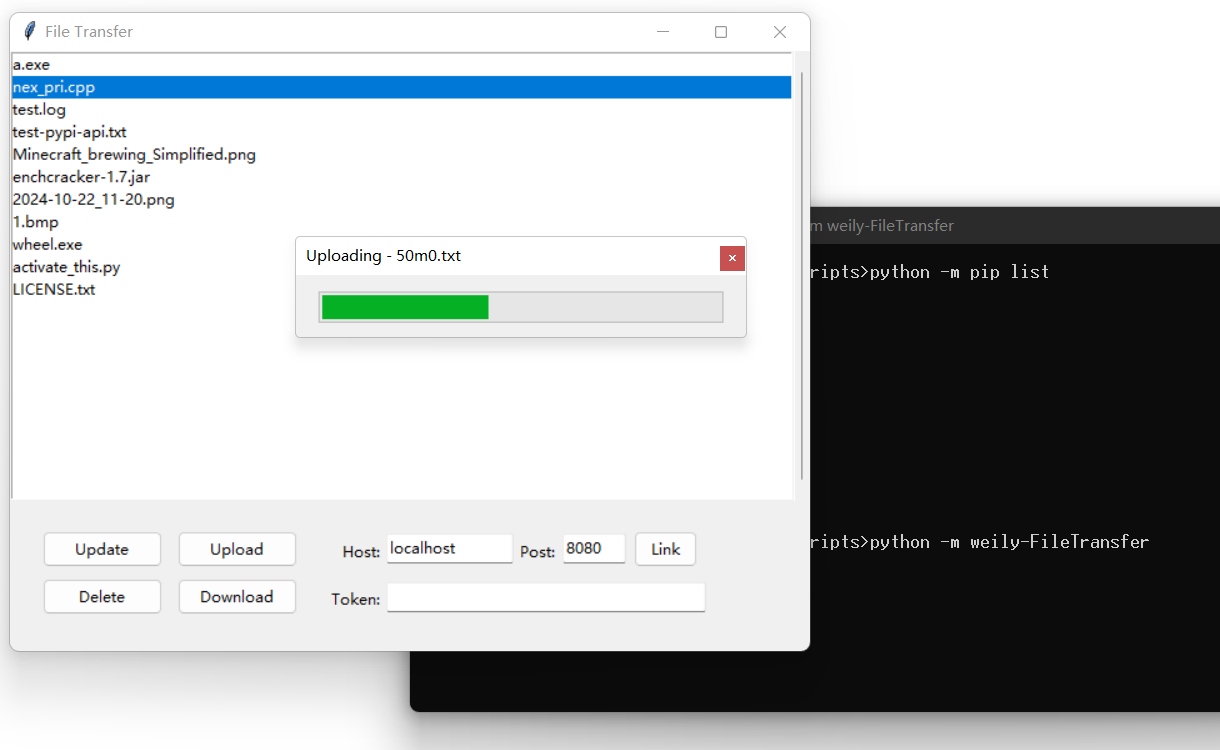 File Transfer
a.exe
nex_pri.cpp
test.log
test-pypi-api.txt
Minecraft_brewing_Simplified.png
enchcracker-1.7.jar
2024-10-22_11-20.png
1.bmp
wheel.exe
activate_this.py
LICENSE.txt
Uploading - 50m0.txt
Update
Upload
Host:
localhost
Post:
8080
Link
Delete
Download
Token:
m weily-FileTransfer
ripts>python -m pip list
ripts>python -m weily-FileTransfer